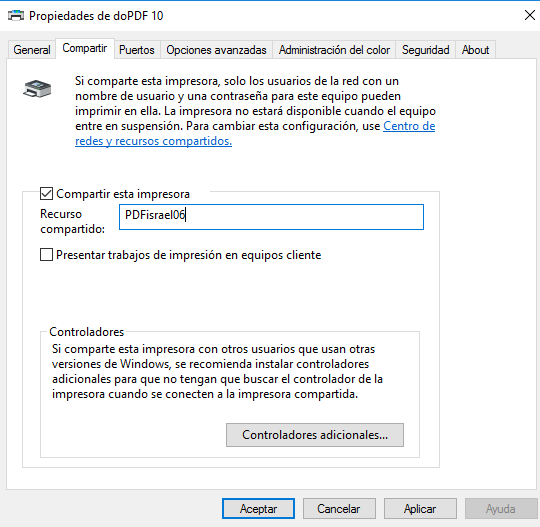 Propiedades de doPDF 10
General Compartir Puertos Opciones avanzadas Administración del color Seguridad About
Si comparte esta impresora, solo los usuarios de la red con un
nombre de usuario y una contraseña para este equipo pueden
imprimir en ella. La impresora no estará disponible cuando el equipo
entre en suspensión. Para cambiar esta configuración, use Centro de
redes y recursos compartidos.
Compartir esta impresora
Recurso
compartido:
PDFisrael06
Presentar trabajos de impresión en equipos cliente
Controladores
Si comparte esta impresora con otros usuarios que usan otras
versiones de Windows, se recomienda instalar controladores
adicionales para que no tengan que buscar el controlador de la
impresora cuando se conecten a la impresora compartida.
Controladores adicionales...
Aceptar Cancelar Aplicar Ayuda